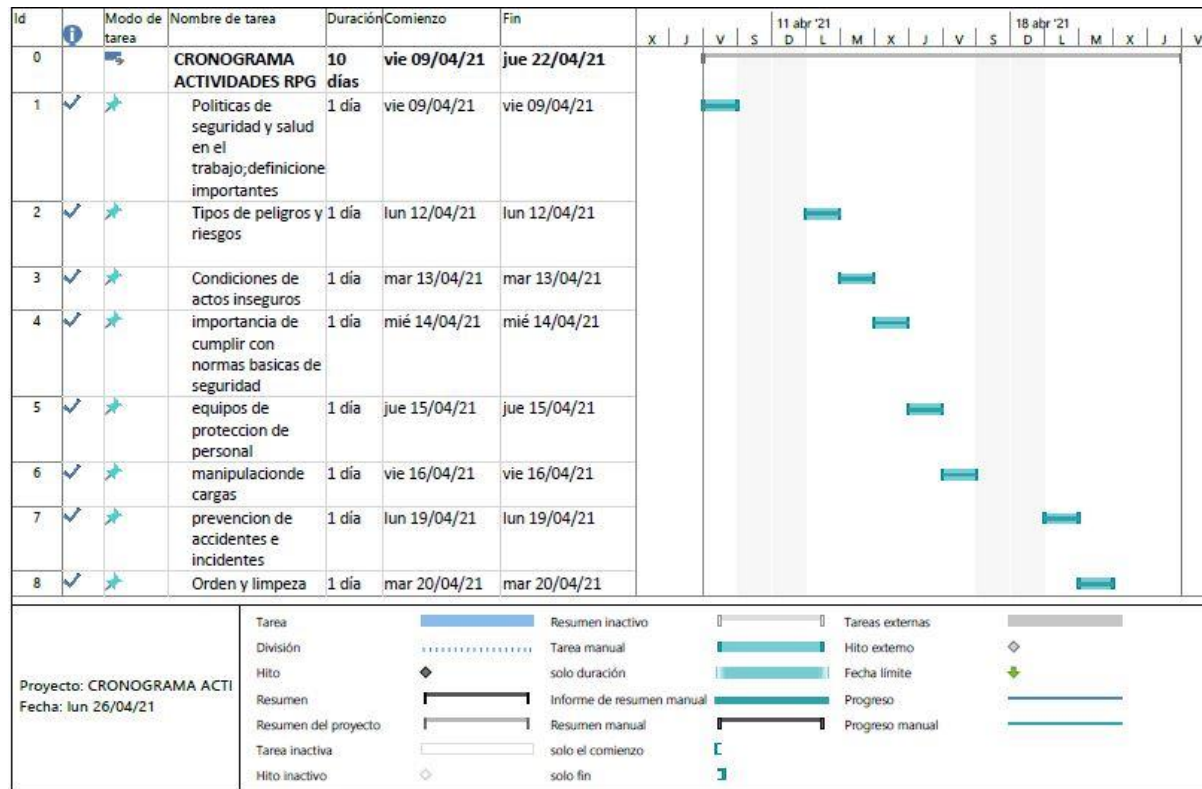 Id Modo de tarea Nombre de tarea Duración Comienzo Fin
11 abr '21 18 abr '21
X J V S D L M X J V S D L M X J V
0 CRONOGRAMA ACTIVIDADES RPG 10 días vie 09/04/21 jue 22/04/21
1 Politicas de 1 día vie 09/04/21 vie 09/04/21
seguridad y salud
en el
trabajo;definicione
importantes
2 Tipos de peligros y 1 día lun 12/04/21 lun 12/04/21
riesgos
3 Condiciones de 1 día mar 13/04/21 mar 13/04/21
actos inseguros
4 importancia de 1 día mié 14/04/21 mié 14/04/21
cumplir con
normas basicas de
seguridad
5 equipos de 1 día jue 15/04/21 jue 15/04/21
proteccion de
personal
6 manipulacionde 1 día vie 16/04/21 vie 16/04/21
cargas
7 prevencion de 1 día lun 19/04/21 lun 19/04/21
accidentes e
incidentes
8 Orden y limpeza 1 día mar 20/04/21 mar 20/04/21
Proyecto: CRONOGRAMA ACTI
Fecha: lun 26/04/21
Tarea
División
Hito
Resumen
Resumen del proyecto
Tarea inactiva
Hito inactivo
Resumen inactivo
Tarea manual
solo duración
Informe de resumen manual
Resumen manual
solo el comienzo
solo fin
Tareas externas
Hito externo
Fecha límite
Progreso
Progreso manual